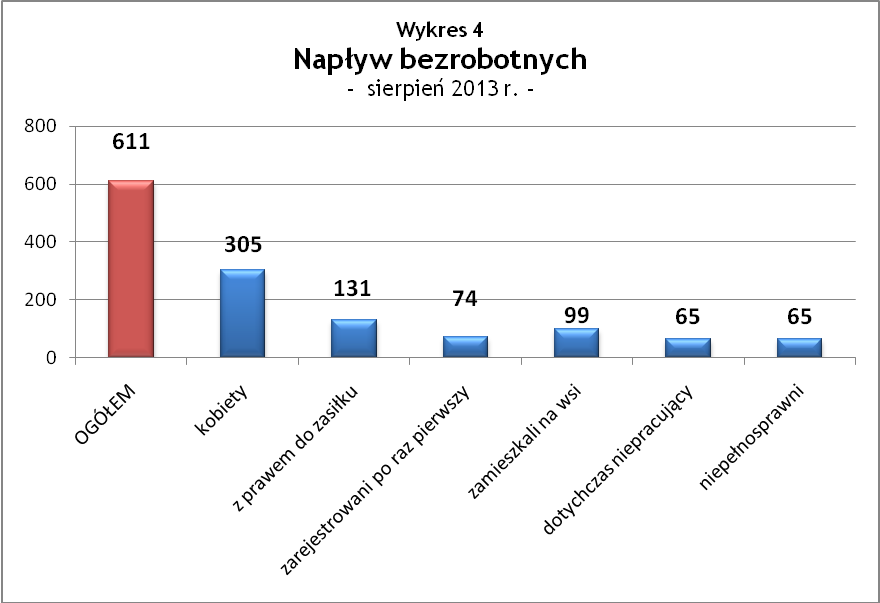 Wykres 4
Napływ bezrobotnych
- sierpień 2013 r. -
800
600
400
200
0
611
305
131
74
99
65
65
OGÓŁEM
kobiety
z prawem do zasiłku
zarejestrowani po raz pierwszy
zamieszkali na wsi
dotychczas niepracujący
niepełnosprawni